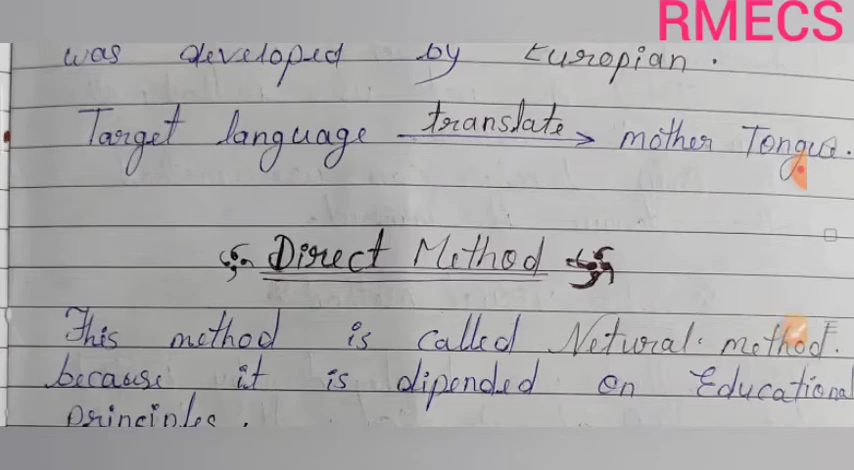 RMECS
was developed by Europian.
Target language translate> mother Tongue.
Direct Method
This method is called Netural method.
because it is dipended on Educational
principles.